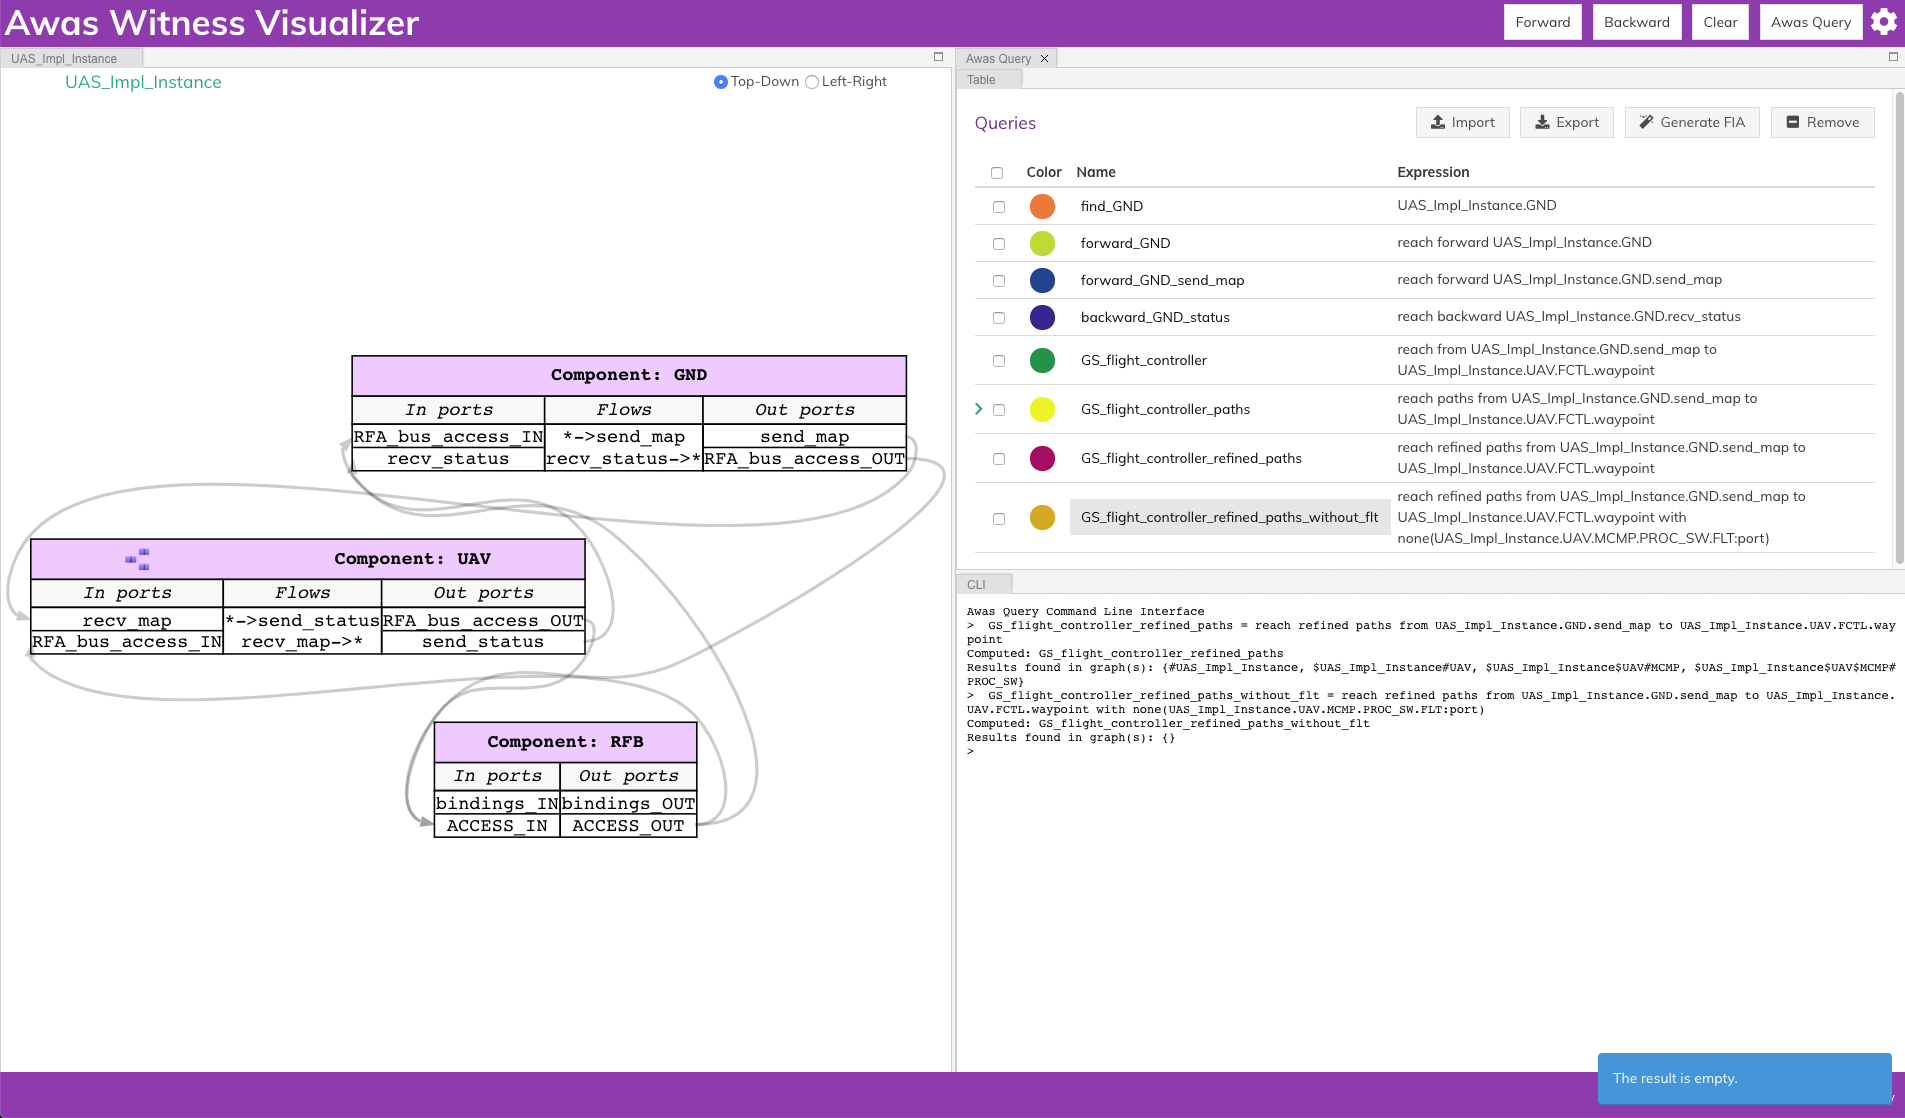 Awas Witness Visualizer
Forward Backward Clear Awas Query
UAS_Impl_Instance
UAS_Impl_Instance
Top-Down Left-Right
Component: GND
In ports Flows Out ports
RFA_bus_access_IN *->send_map send_map
recv_status recv_status->* RFA_bus_access_OUT
Component: UAV
In ports Flows Out ports
recv_map *->send_status RFA_bus_access_OUT
RFA_bus_access_IN recv_map->* send_status
Component: RFB
In ports Out ports
bindings_IN bindings_OUT
ACCESS_IN ACCESS_OUT
Awas Query
Table
Queries
Import Export Generate FIA Remove
Color Name Expression
find_GND UAS_Impl_Instance.GND
forward_GND reach forward UAS_Impl_Instance.GND
forward_GND_send_map reach forward UAS_Impl_Instance.GND.send_map
backward_GND_status reach backward UAS_Impl_Instance.GND.recv_status
GS_flight_controller reach from UAS_Impl_Instance.GND.send_map to
UAS_Impl_Instance.UAV.FCTL.waypoint
GS_flight_controller_paths reach paths from UAS_Impl_Instance.GND.send_map to
UAS_Impl_Instance.UAV.FCTL.waypoint
GS_flight_controller_refined_paths reach refined paths from UAS_Impl_Instance.GND.send_map to
UAS_Impl_Instance.UAV.FCTL.waypoint
GS_flight_controller_refined_paths_without_flt reach refined paths from UAS_Impl_Instance.GND.send_map to
UAS_Impl_Instance.UAV.FCTL.waypoint with
none(UAS_Impl_Instance.UAV.MCMP.PROC_SW.FLT:port)
CLI
Awas Query Command Line Interface
> GS_flight_controller_refined_paths = reach refined paths from UAS_Impl_Instance.GND.send_map to UAS_Impl_Instance.UAV.FCTL.way
point
Computed: GS_flight_controller_refined_paths
Results found in graph(s): {#UAS_Impl_Instance, $UAS_Impl_Instance#UAV, $UAS_Impl_Instance$UAV#MCMP, $UAS_Impl_Instance$UAV$MCMP#
PROC_SW}
> GS_flight_controller_refined_paths_without_flt = reach refined paths from UAS_Impl_Instance.GND.send_map to UAS_Impl_Instance.
UAV.FCTL.waypoint with none(UAS_Impl_Instance.UAV.MCMP.PROC_SW.FLT:port)
Computed: GS_flight_controller_refined_paths_without_flt
Results found in graph(s): {}
>
The result is empty.